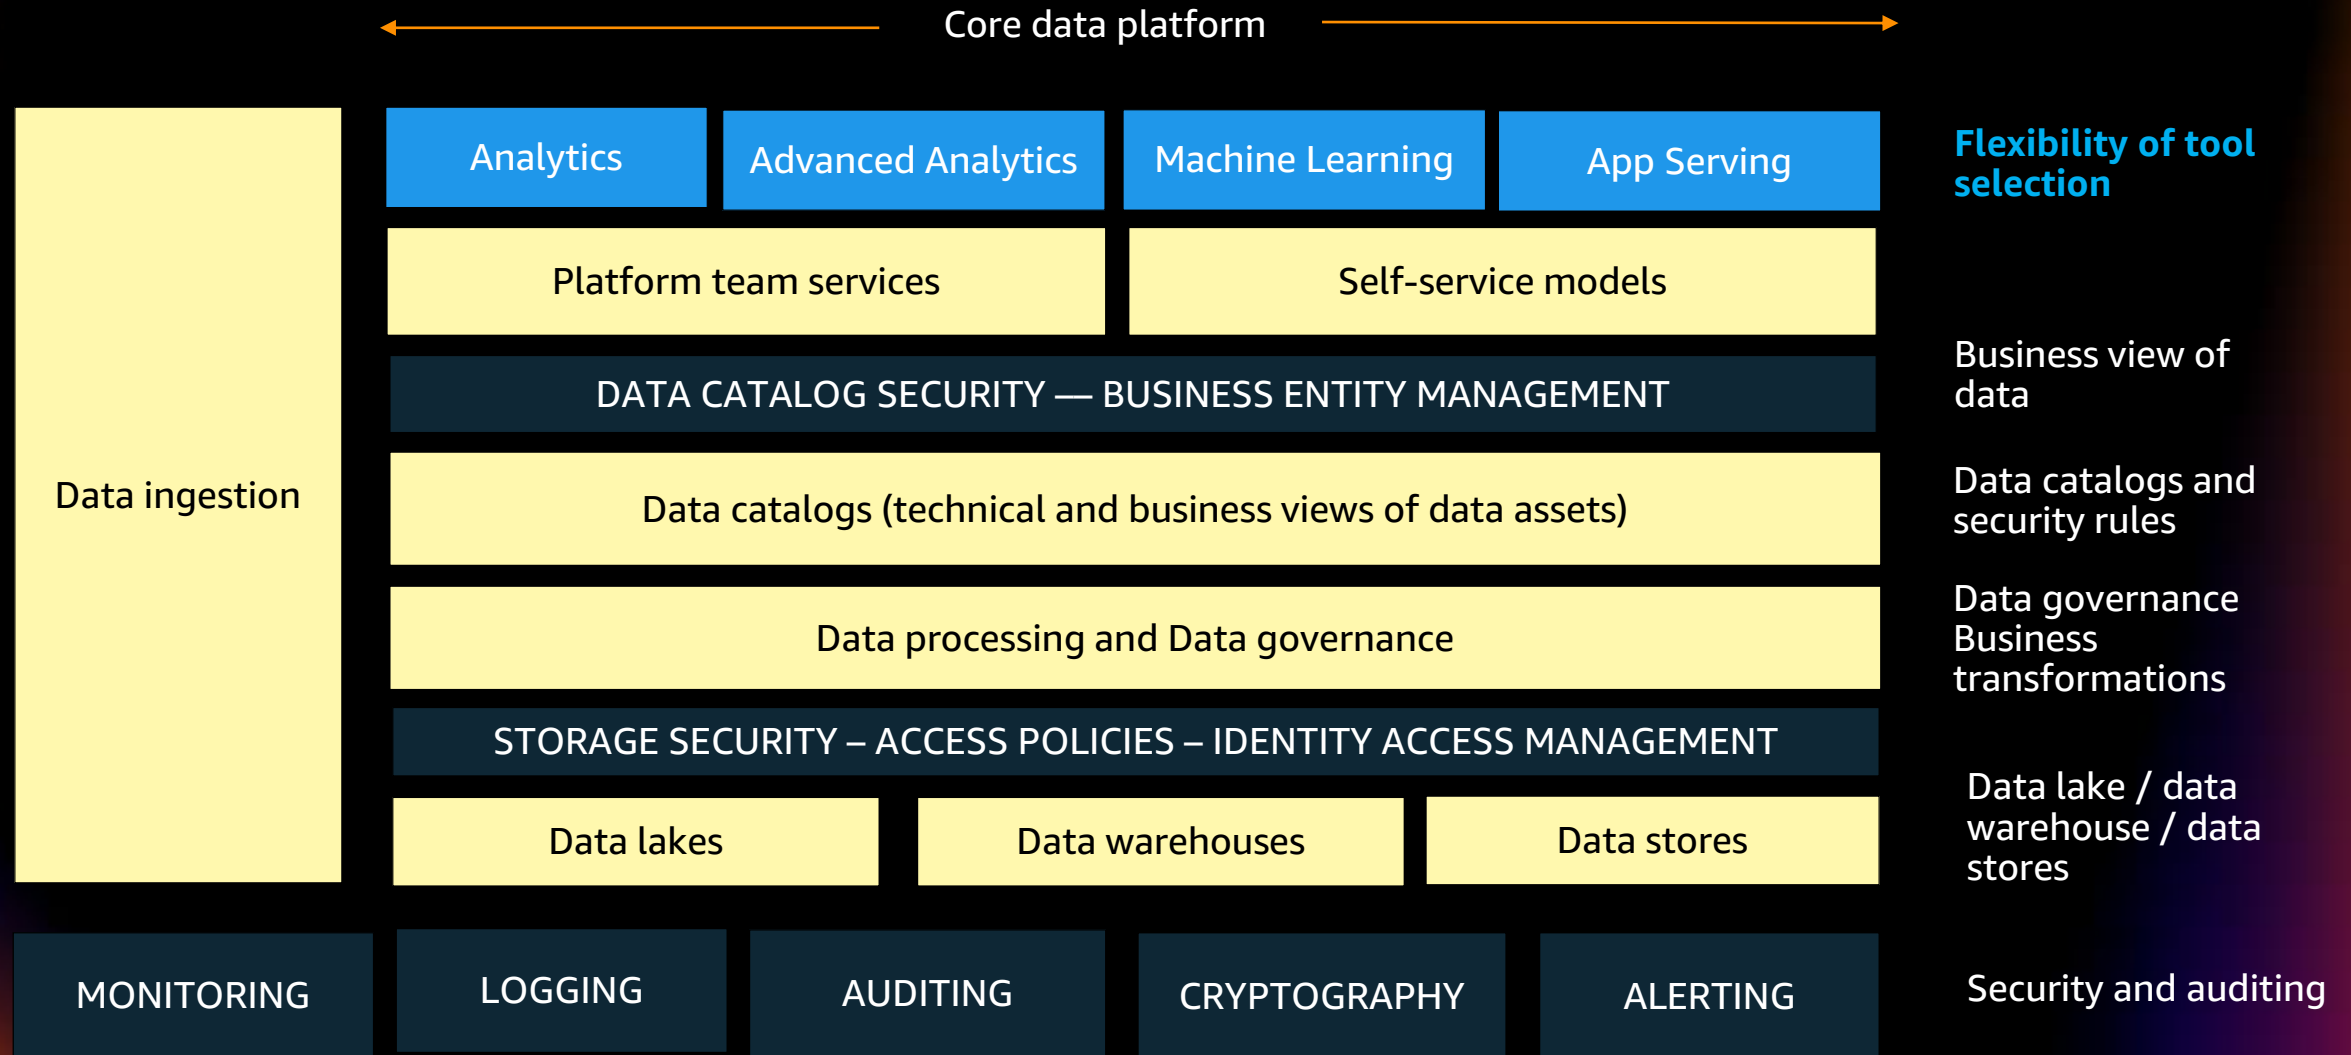 Core data platform
Analytics
Advanced Analytics
Machine Learning
App Serving
Flexibility of tool
selection
Platform team services
Self-service models
Business view of
data
DATA CATALOG SECURITY — BUSINESS ENTITY MANAGEMENT
Data ingestion
Data catalogs (technical and business views of data assets)
Data catalogs and
security rules
Data processing and Data governance
Data governance
Business
transformations
STORAGE SECURITY – ACCESS POLICIES – IDENTITY ACCESS MANAGEMENT
Data lakes
Data warehouses
Data stores
Data lake / data
warehouse / data
stores
MONITORING
LOGGING
AUDITING
CRYPTOGRAPHY
ALERTING
Security and auditing